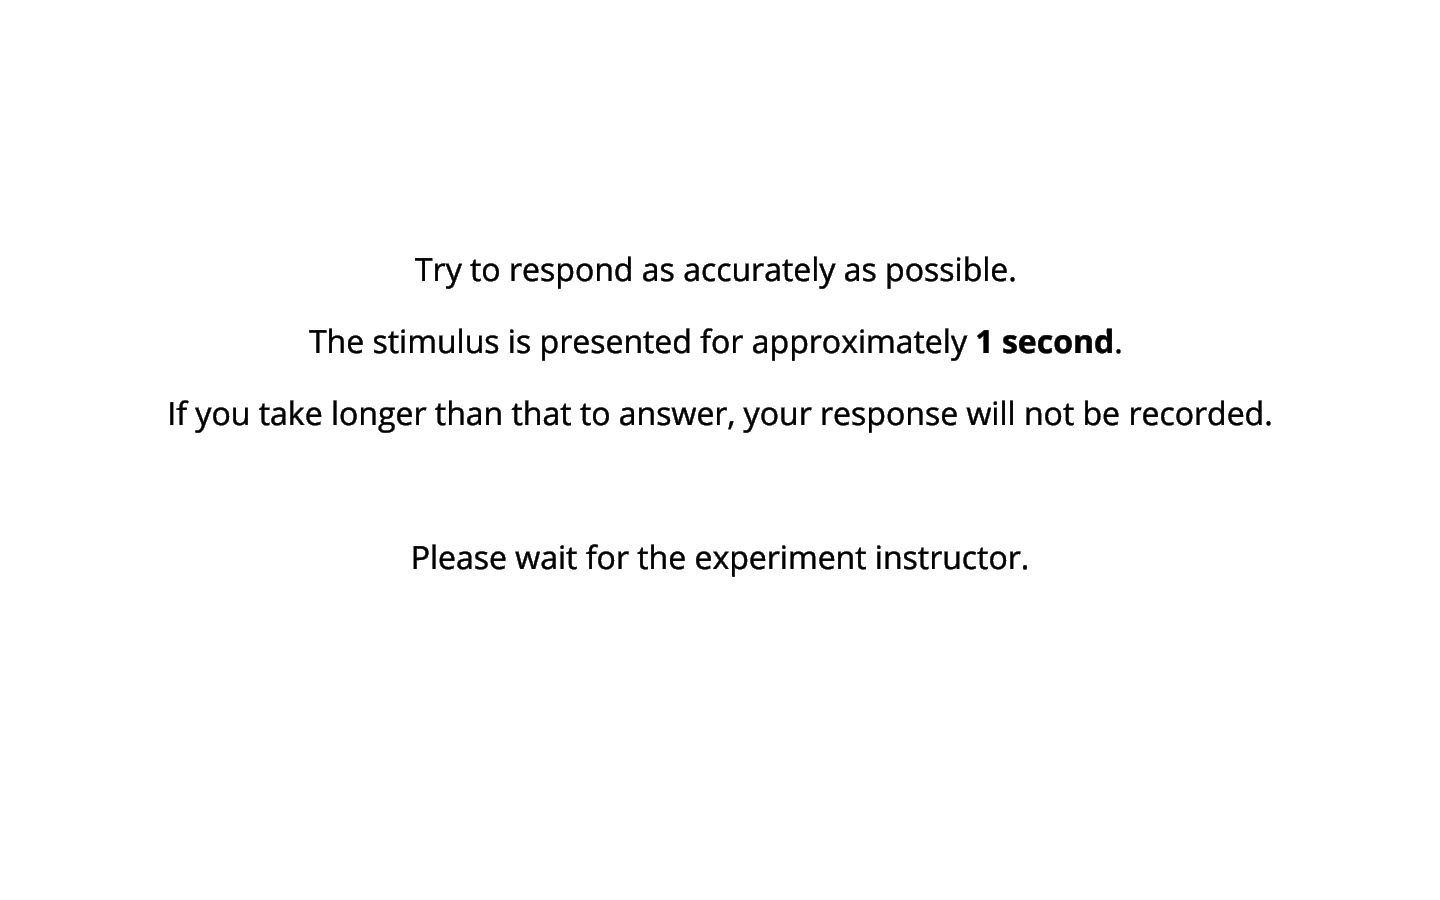 Try to respond as accurately as possible.
The stimulus is presented for approximately 1 second.
If you take longer than that to answer, your response will not be recorded.
Please wait for the experiment instructor.